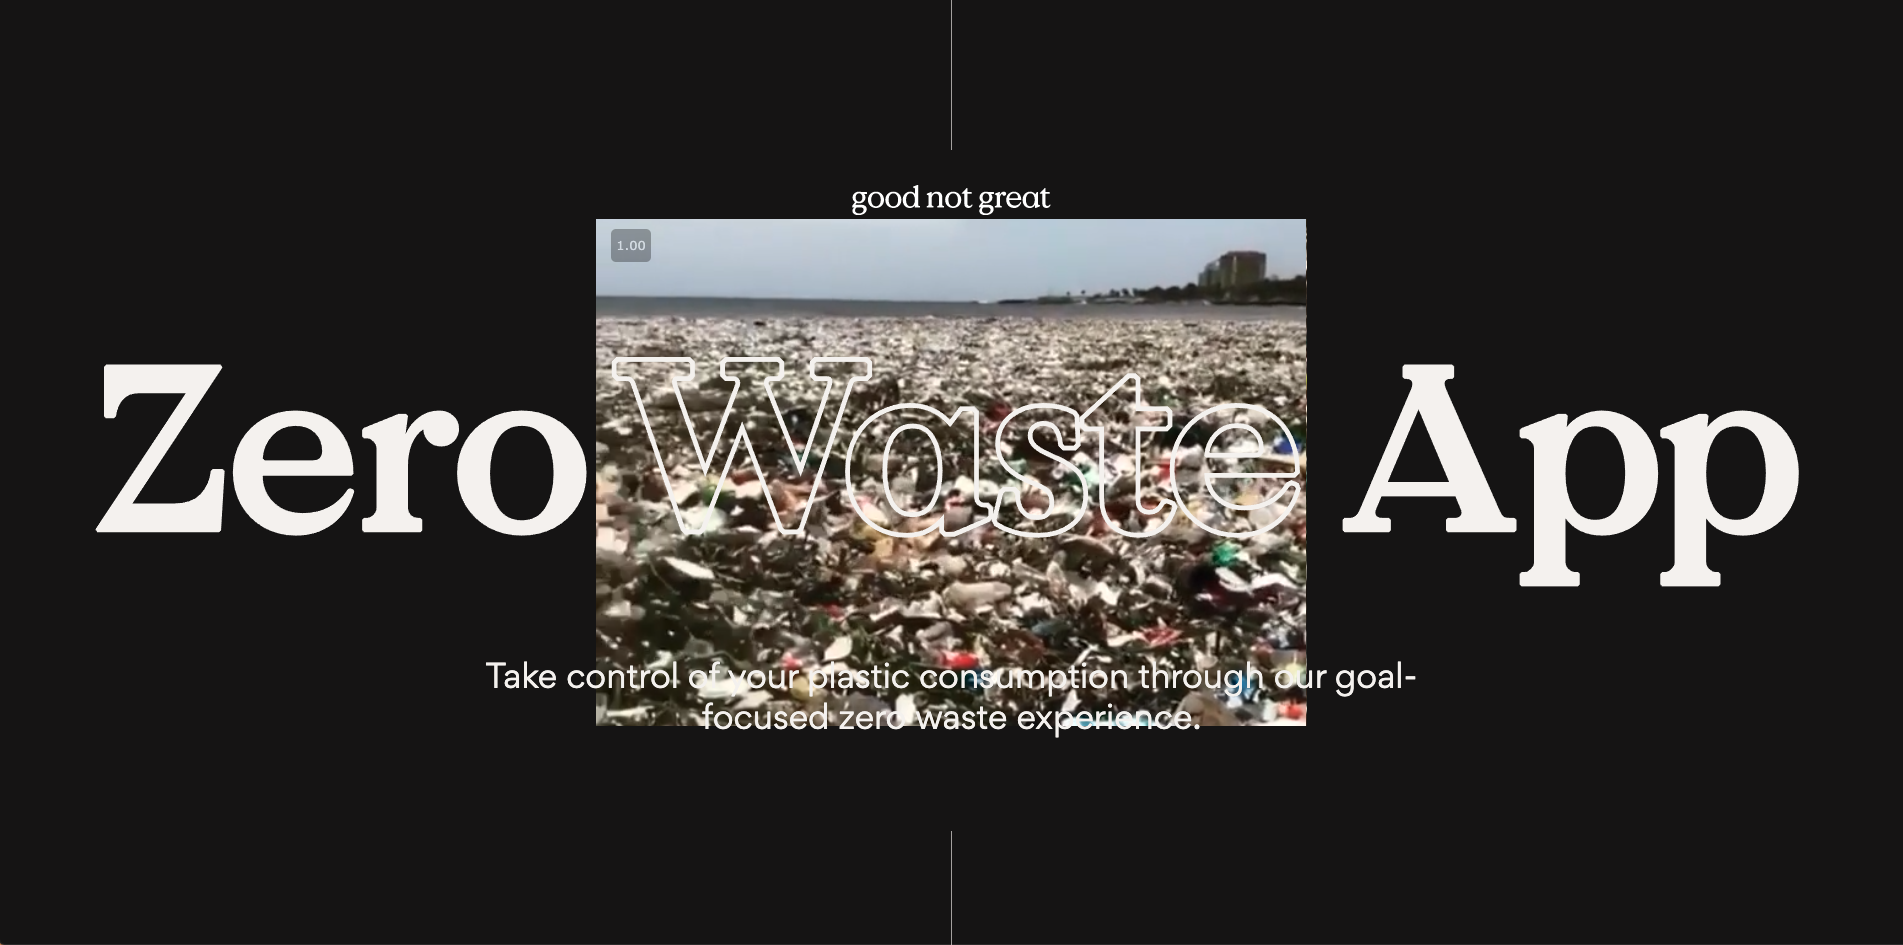 good not great
1.00
Zero Waste App
Take control of your plastic consumption through our goal-
focused zero waste experience.